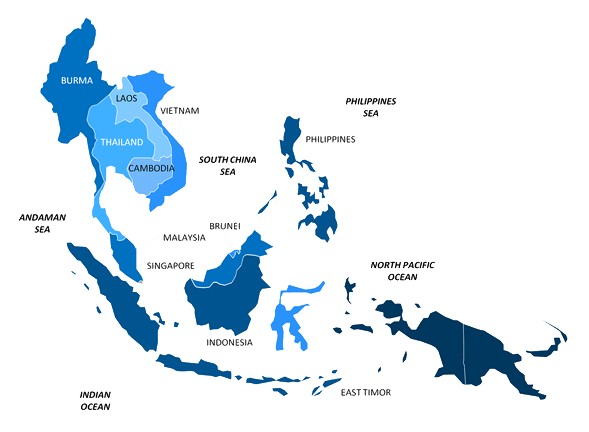 BURMA
LAOS
VIETNAM
PHILIPPINES
SEA
PHILIPPINES
THAILAND
SOUTH CHINA
SEA
CAMBODIA
ANDAMAN
SEA
BRUNEI
MALAYSIA
SINGAPORE
NORTH PACIFIC
OCEAN
INDONESIA
EAST TIMOR
INDIAN
OCEAN